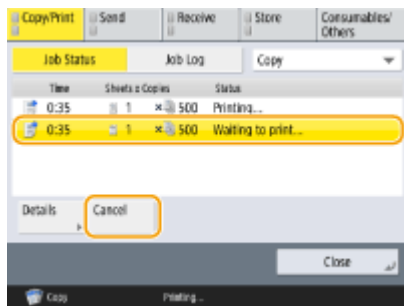 Copy/Print Send Receive Store Consumables/
Others
Job Status Job Log Copy
Time Sheets x Copies Status
0:35 1 × 500 Printing...
0:35 1 × 500 Waiting to print...
Details Cancel
Close
Copy Printing...